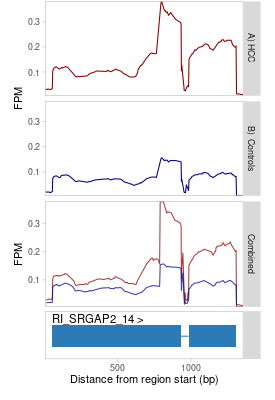 A) HCC
0.3
0.2
0.1
FPM
B) Controls
0.3
0.2
0.1
Combined
0.3
0.2
0.1
FPM
RI_SRGAP2_14 >
500
1000
Distance from region start (bp)